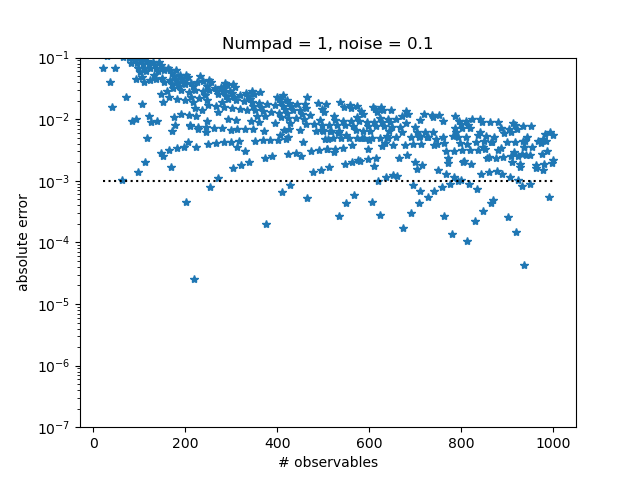 Numpad = 1, noise = 0.1
absolute error
10⁻¹
10⁻²
10⁻³
10⁻⁴
10⁻⁵
10⁻⁶
10⁻⁷
0 200 400 600 800 1000
# observables